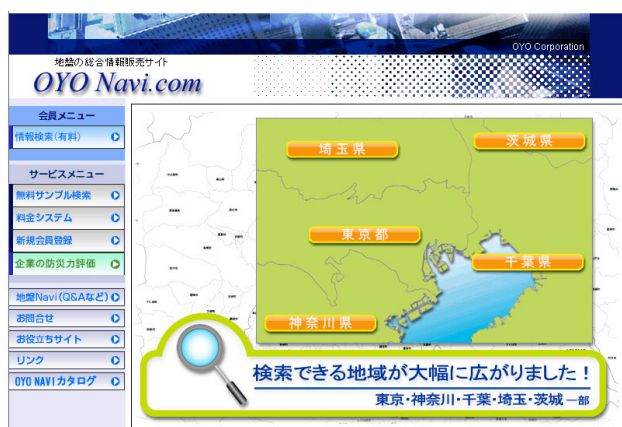 OYO Corporation
地盤の総合情報販売サイト
OYO Navi.com
会員メニュー
情報検索(有料)
サービスメニュー
無料サンプル検索
料金システム
新規会員登録
企業の防災力評価
地盤Navi(Q&Aなど)
お問合せ
お役立ちサイト
リンク
OYO NAVIカタログ
埼玉県
茨城県
東京都
千葉県
神奈川県
検索できる地域が大幅に広がりました!
東京・神奈川・千葉・埼玉・茨城一部